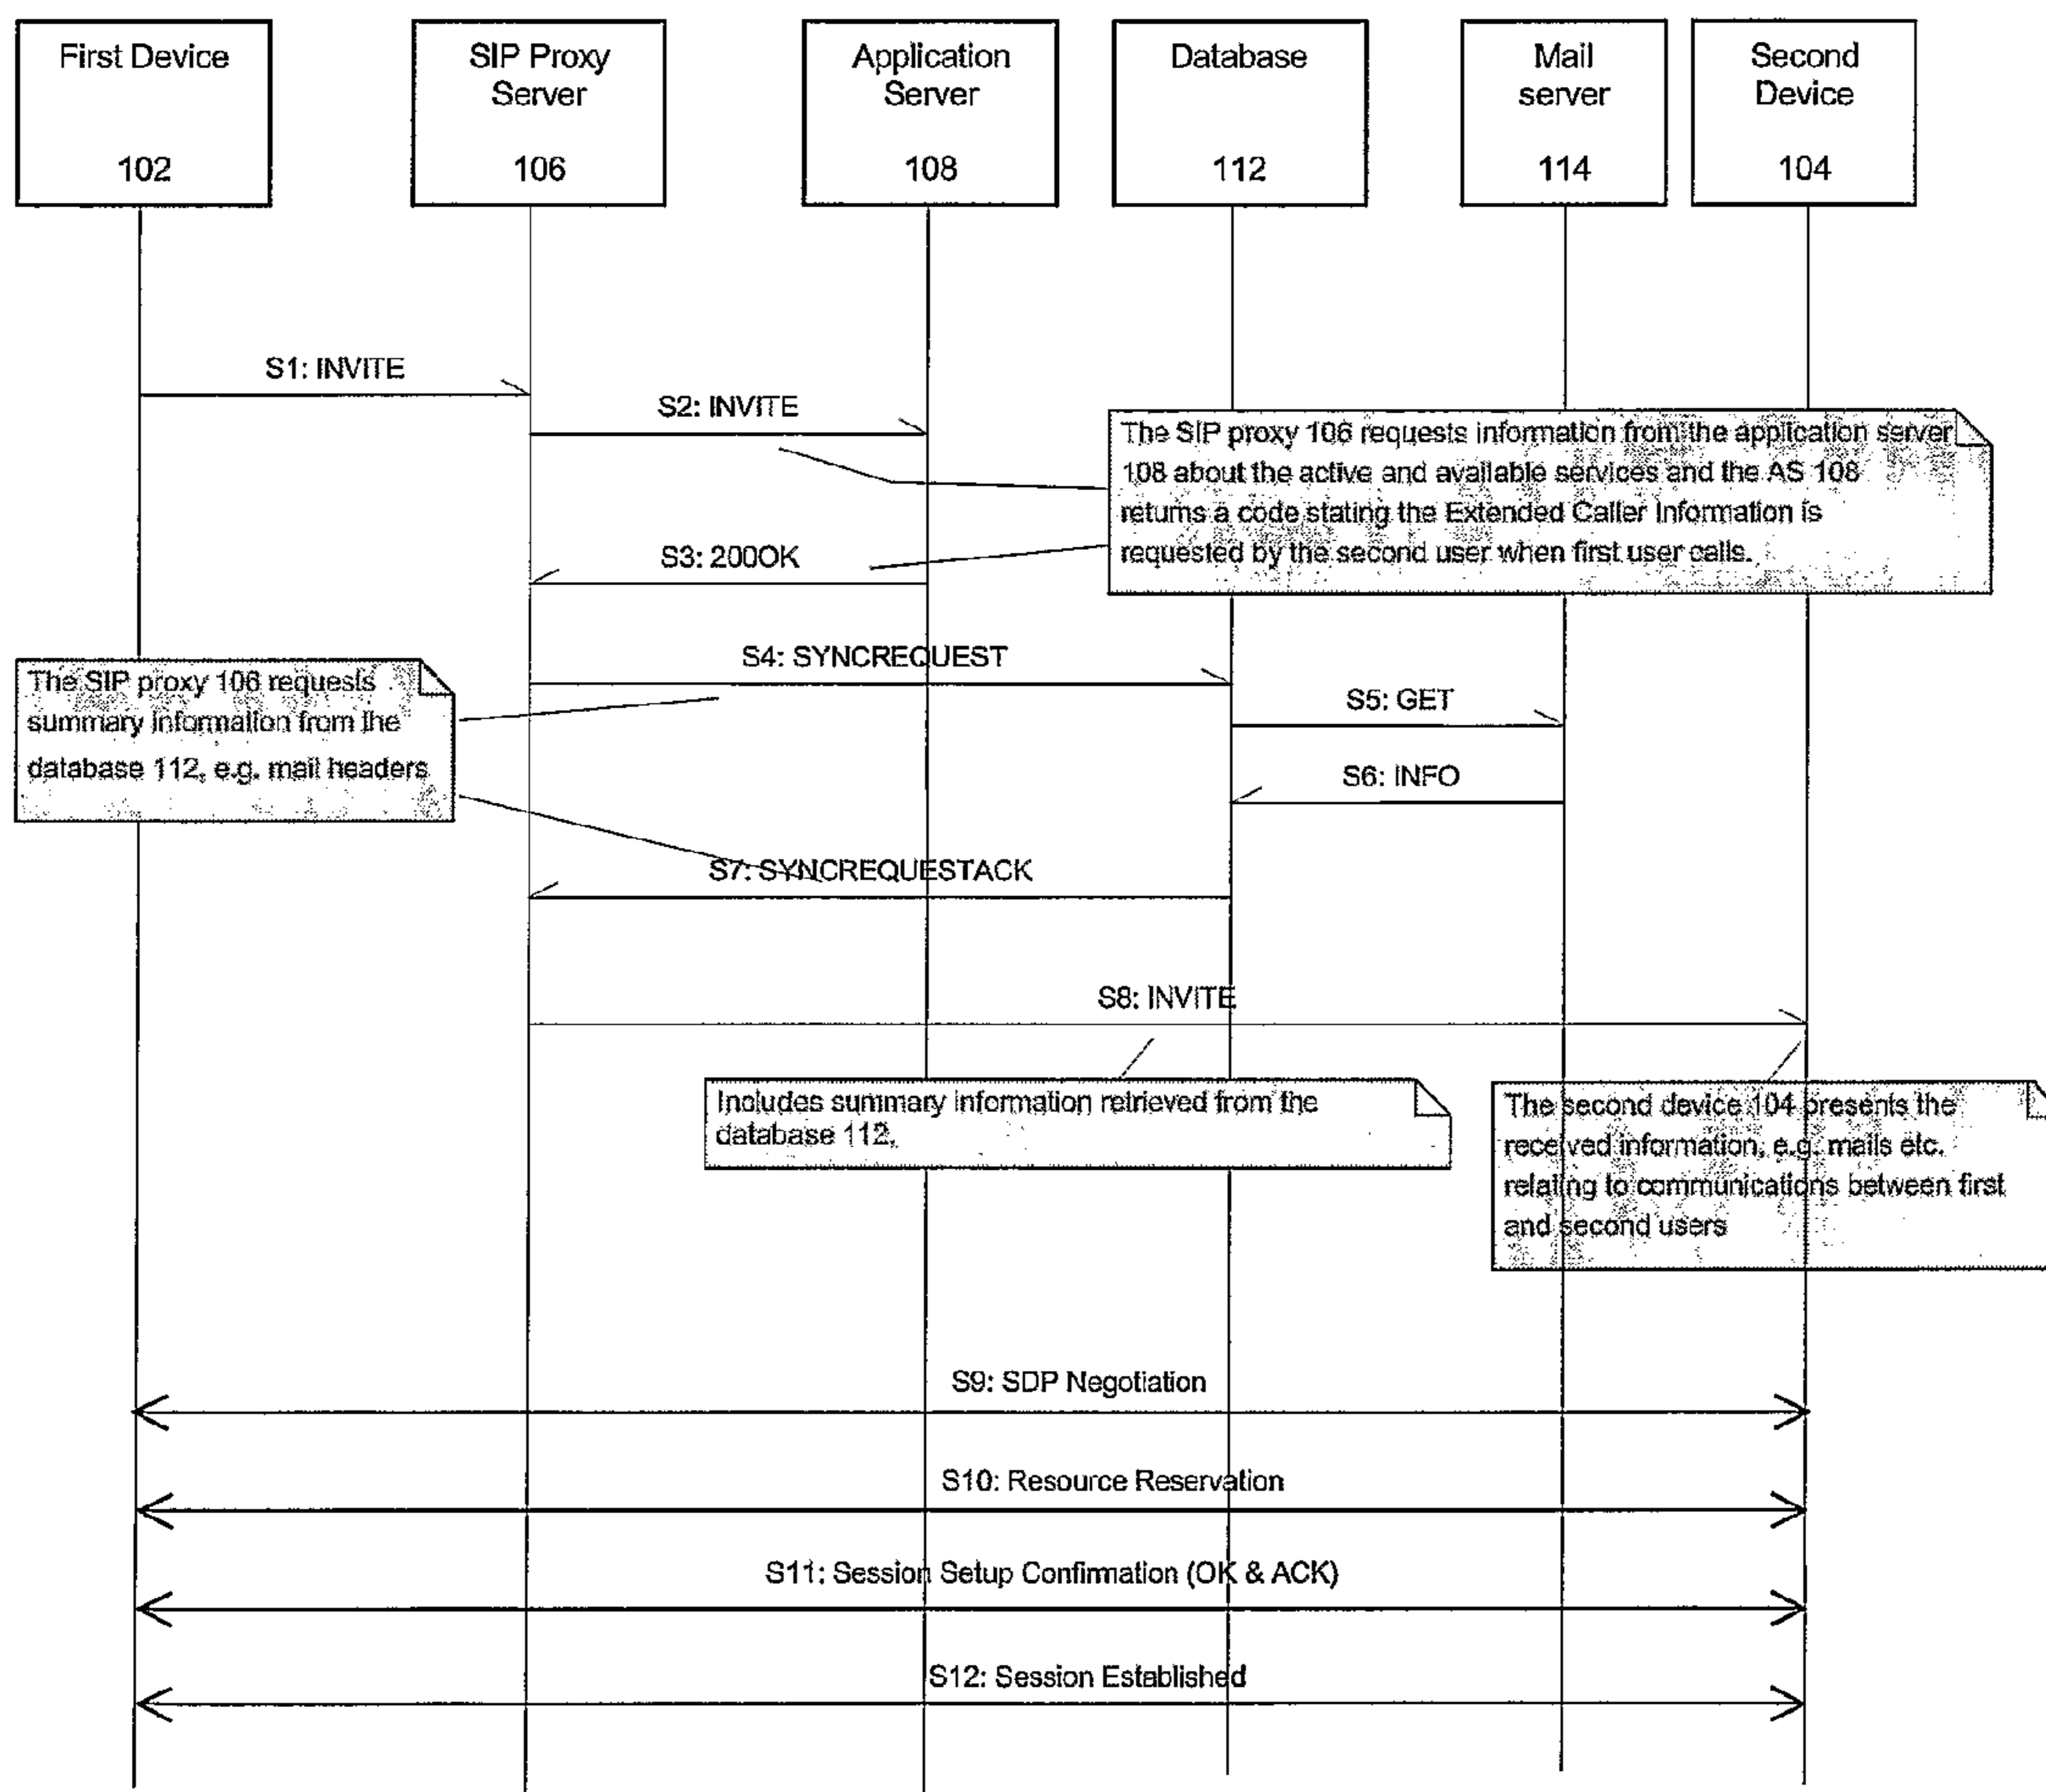 First Device
102
SIP Proxy
Server
106
Application
Server
108
Database
112
Mail
server
114
Second
Device
104
S1: INVITE
S2: INVITE
The SIP proxy 106 requests information from the application server
108 about the active and available services and the AS 108
returns a code stating the Extended Caller Information is
requested by the second user when first user calls.
S3: 200OK
S4: SYNCREQUEST
The SIP proxy 106 requests
summary information from the
database 112, e.g. mail headers
S5: GET
S6: INFO
S7: SYNCREQUESTACK
S8: INVITE
Includes summary information retrieved from the
database 112.
The second device 104 presents the
received information, e.g. mails etc.
relating to communications between first
and second users
S9: SDP Negotiation
S10: Resource Reservation
S11: Session Setup Confirmation (OK & ACK)
S12: Session Established